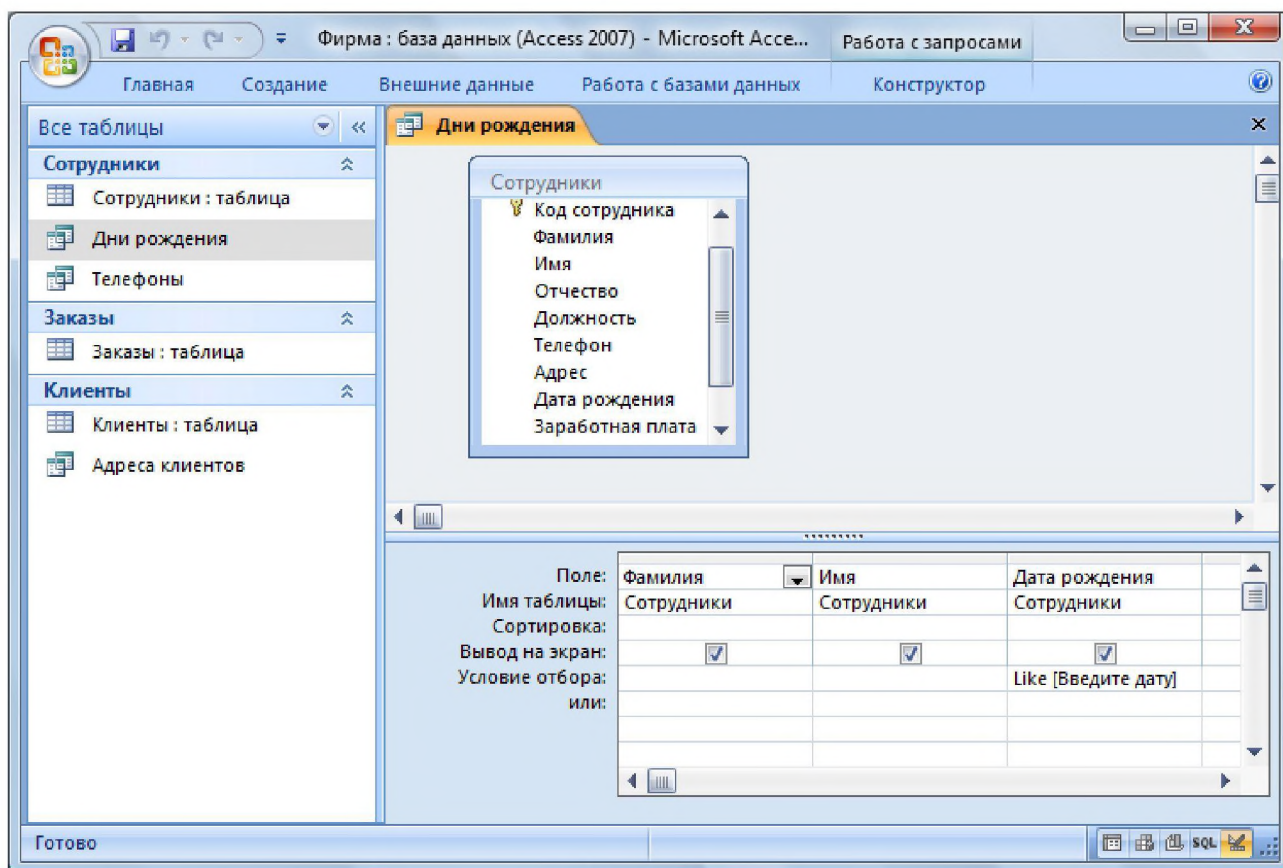 Фирма : база данных (Access 2007) - Microsoft Acce...
Работа с запросами
Главная Создание Внешние данные Работа с базами данных Конструктор
Все таблицы
Сотрудники
Сотрудники : таблица
Дни рождения
Телефоны
Заказы
Заказы : таблица
Клиенты
Клиенты : таблица
Адреса клиентов
Дни рождения
Сотрудники
Код сотрудника
Фамилия
Имя
Отчество
Должность
Телефон
Адрес
Дата рождения
Заработная плата
Поле: Фамилия Имя Дата рождения
Имя таблицы: Сотрудники Сотрудники Сотрудники
Сортировка:
Вывод на экран:
Условие отбора: Like [Введите дату]
или:
Готово
SQL